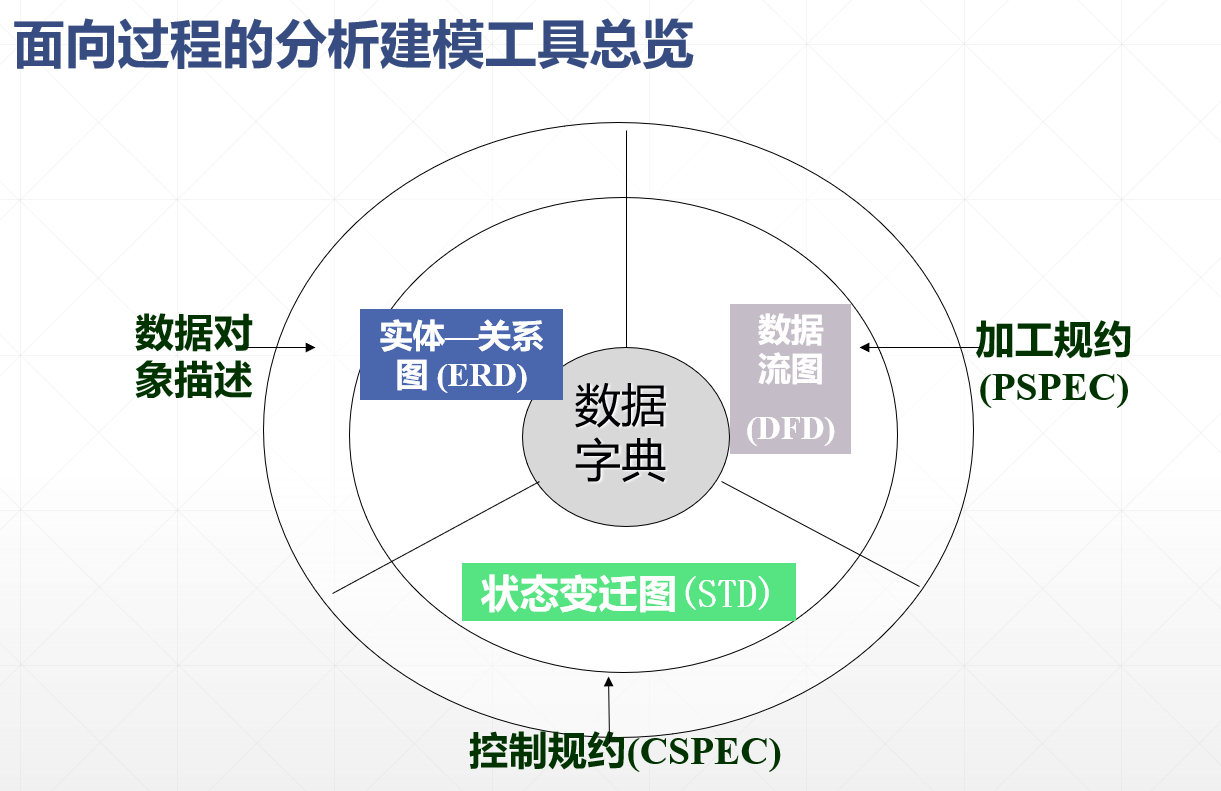 面向过程的分析建模工具总览
数据对
象描述
实体—关系
图 (ERD)
数据
流图
(DFD)
加工规约
(PSPEC)
数据
字典
状态变迁图(STD)
控制规约(CSPEC)